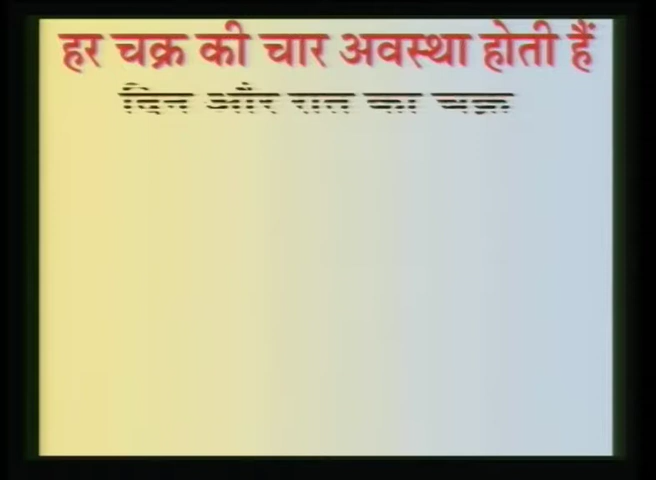 हर चक्र की चार अवस्था होती हैं
दिन और रात का चक्र